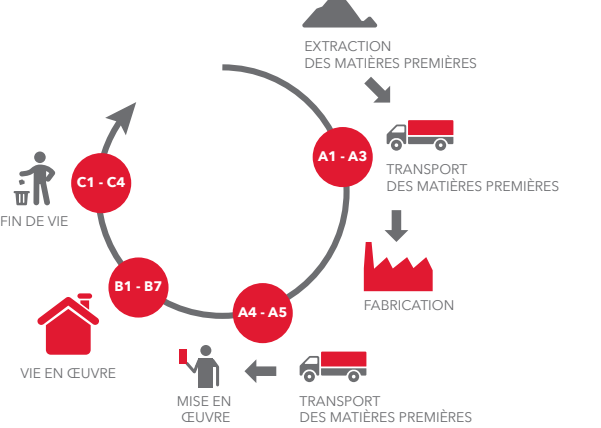 EXTRACTION
DES MATIÈRES PREMIÈRES
A1 - A3
TRANSPORT
DES MATIÈRES PREMIÈRES
C1 - C4
FIN DE VIE
B1 - B7
FABRICATION
A4 - A5
VIE EN ŒUVRE
MISE EN
ŒUVRE
TRANSPORT
DES MATIÈRES PREMIÈRES